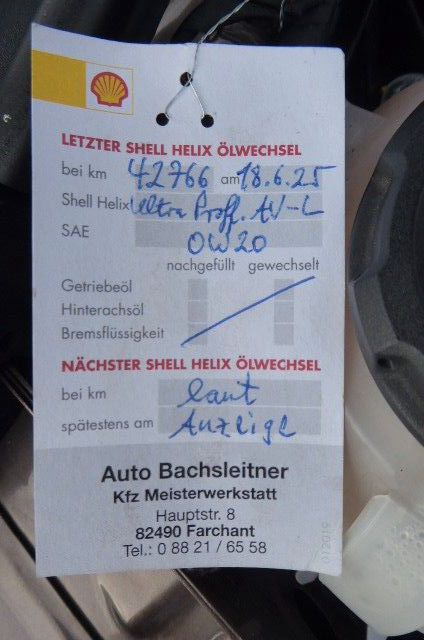 LETZTER SHELL HELIX ÖLWECHSEL
bei km 42766 am 18.6.25
Shell Helix Ultra Proff. AV-L
SAE 0W20
nachgefüllt gewechselt
Getriebeöl
Hinterachsöl
Bremsflüssigkeit
NÄCHSTER SHELL HELIX ÖLWECHSEL
bei km laut
spätestens am Anzeige
Auto Bachsleitner
Kfz Meisterwerkstatt
Hauptstr. 8
82490 Farchant
Tel.: 0 88 21 / 65 58
01/2019